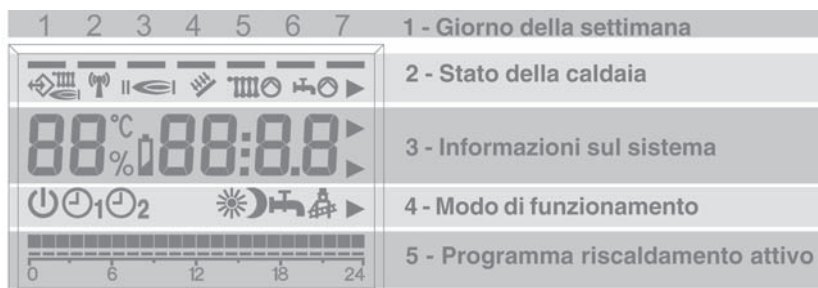 1 2 3 4 5 6 7 1 - Giorno della settimana
2 - Stato della caldaia
88 °C % 88:8.8 3 - Informazioni sul sistema
1 2 4 - Modo di funzionamento
5 - Programma riscaldamento attivo
0 6 12 18 24